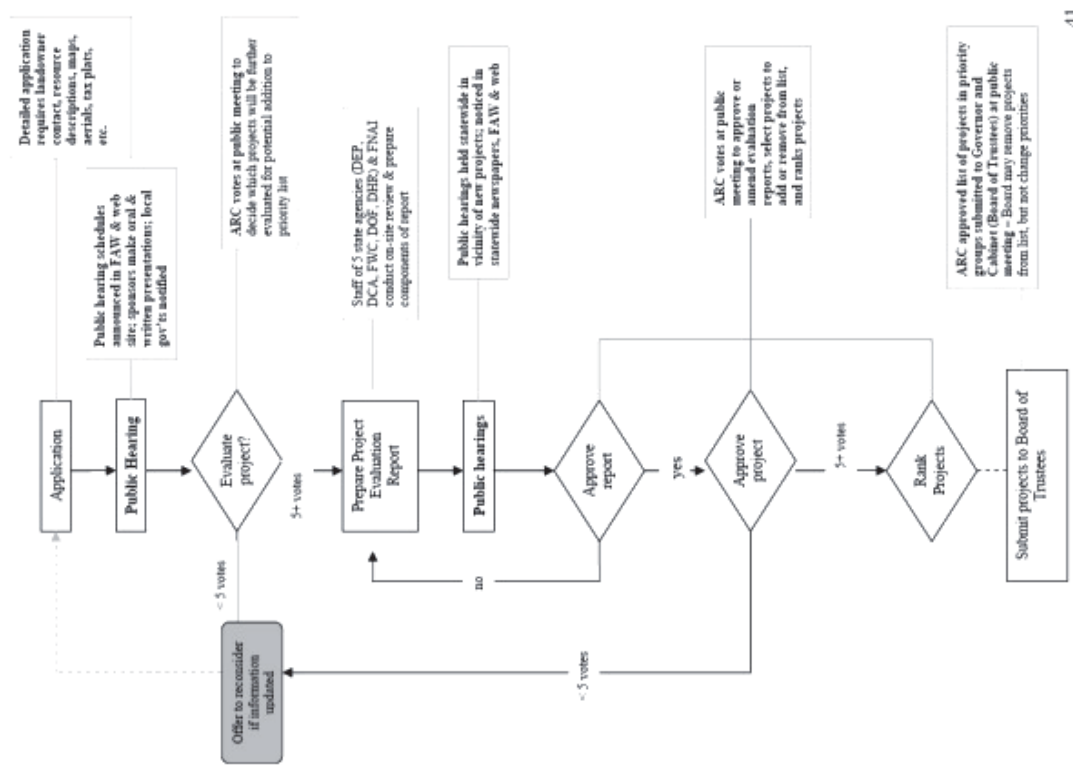 Application
Detailed application
requires landowner
contact, resource
descriptions, maps,
aerials, tax plats,
etc.
Public Hearing
Public hearing schedules
announced in FAW & web
site; sponsors make oral &
written presentations; local
gov'ts notified
Evaluate
project?
ARC votes at public meeting to
decide which projects will be further
evaluated for potential addition to
priority list
< 5 votes
5+ votes
Offer to reconsider
if information
updated
Prepare Project
Evaluation
Report
Staff of 5 state agencies (DEP,
DCA, FWC, DOF, DHR) & FNAI
conduct on-site review & prepare
components of report
Public hearings
Public hearings held statewide in
vicinity of new projects; noticed in
statewide newspapers, FAW & web
Approve
report
no
yes
Approve
project
ARC votes at public
meeting to approve or
amend evaluation
reports, select projects to
add or remove from list,
and ranks projects
< 5 votes
5+ votes
Rank
Projects
Submit projects to Board of
Trustees
ARC approved list of projects in priority
groups submitted to Governor and
Cabinet (Board of Trustees) at public
meeting – Board may remove projects
from list, but not change priorities
41